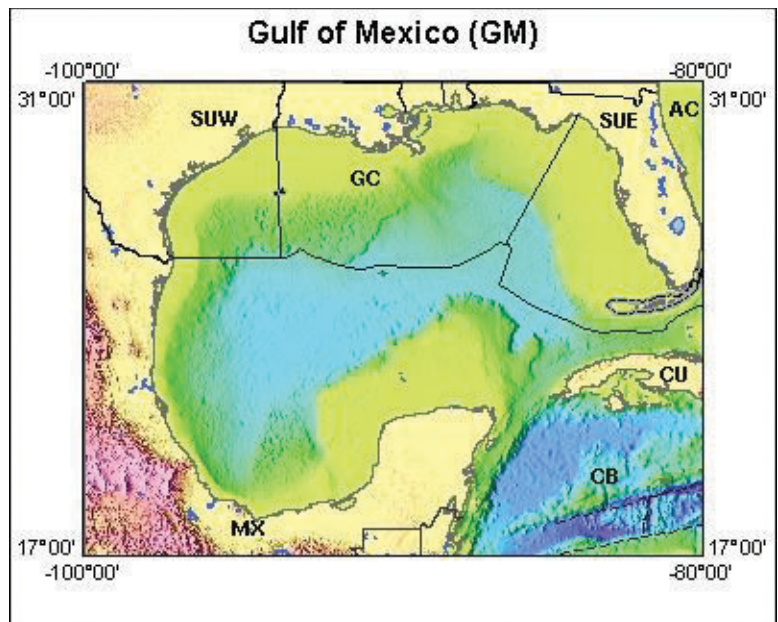 Gulf of Mexico (GM)
-100°00' -80°00'
31°00' 31°00'
SUW SUE AC
GC
CU
CB
MX
17°00' 17°00'
-100°00' -80°00'